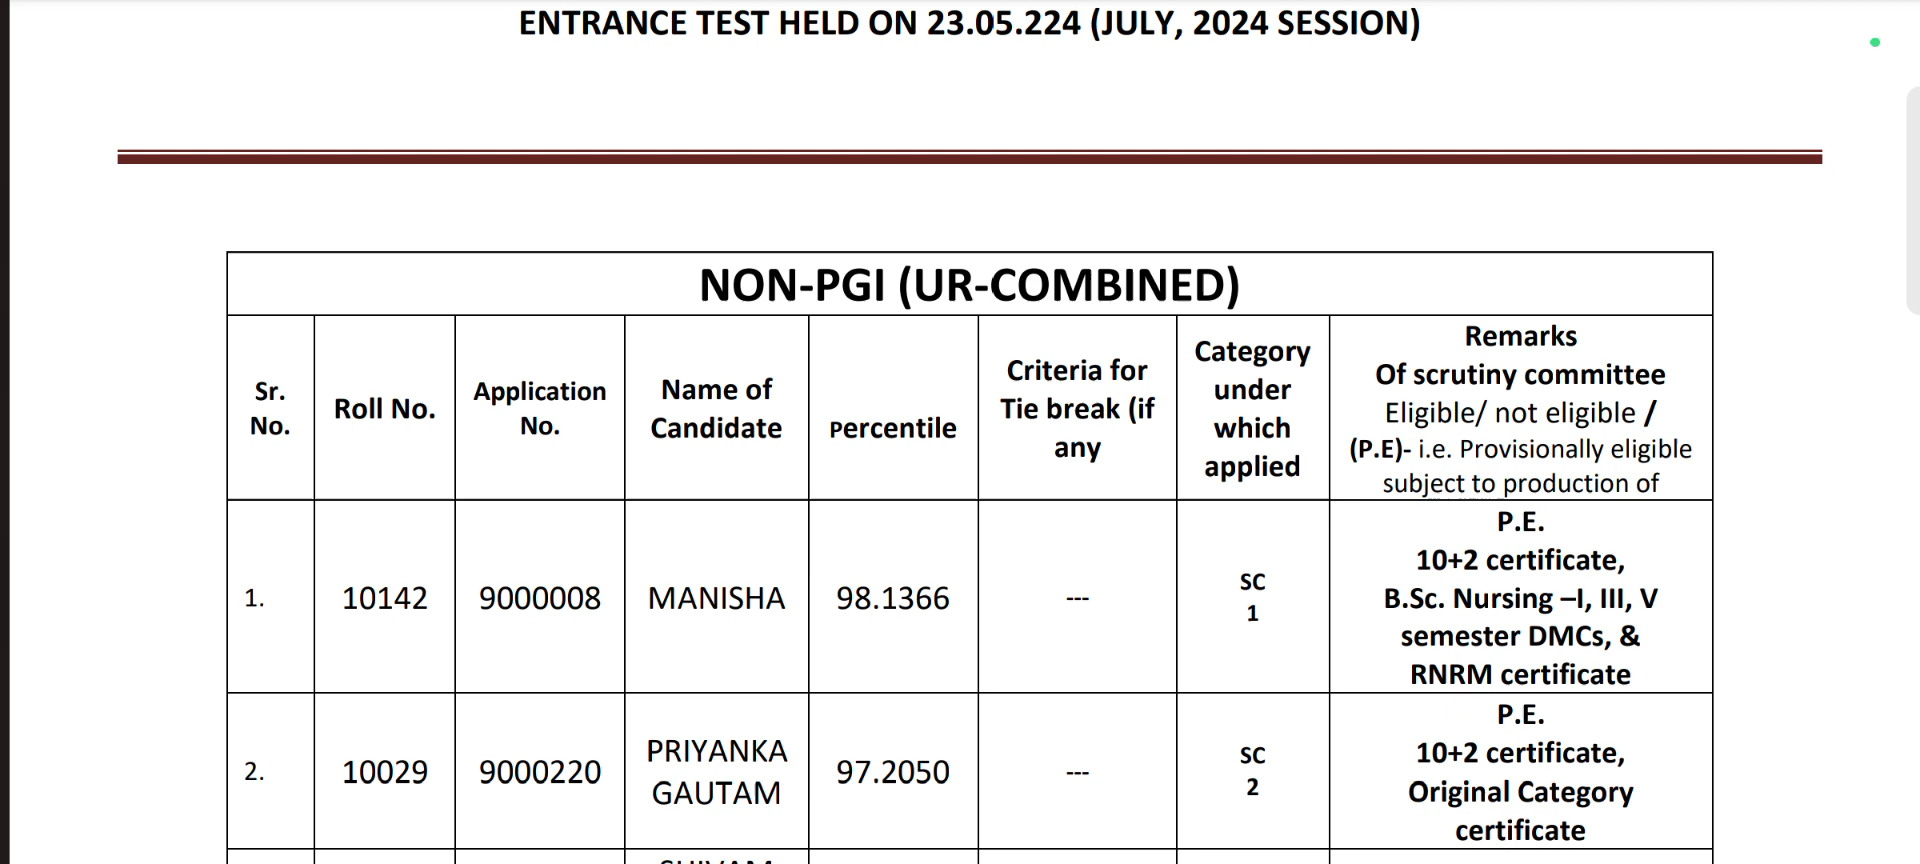 ENTRANCE TEST HELD ON 23.05.224 (JULY, 2024 SESSION)
NON-PGI (UR-COMBINED)
Sr.
No.
Roll No.
Application
No.
Name of
Candidate
Percentile
Criteria for
Tie break (if
any
Category
under
which
applied
Remarks
Of scrutiny committee
Eligible/ not eligible /
(P.E)- i.e. Provisionally eligible
subject to production of
1.
10142
9000008
MANISHA
98.1366
---
SC
1
P.E.
10+2 certificate,
B.Sc. Nursing –I, III, V
semester DMCs, &
RNRM certificate
2.
10029
9000220
PRIYANKA
GAUTAM
97.2050
---
SC
2
P.E.
10+2 certificate,
Original Category
certificate